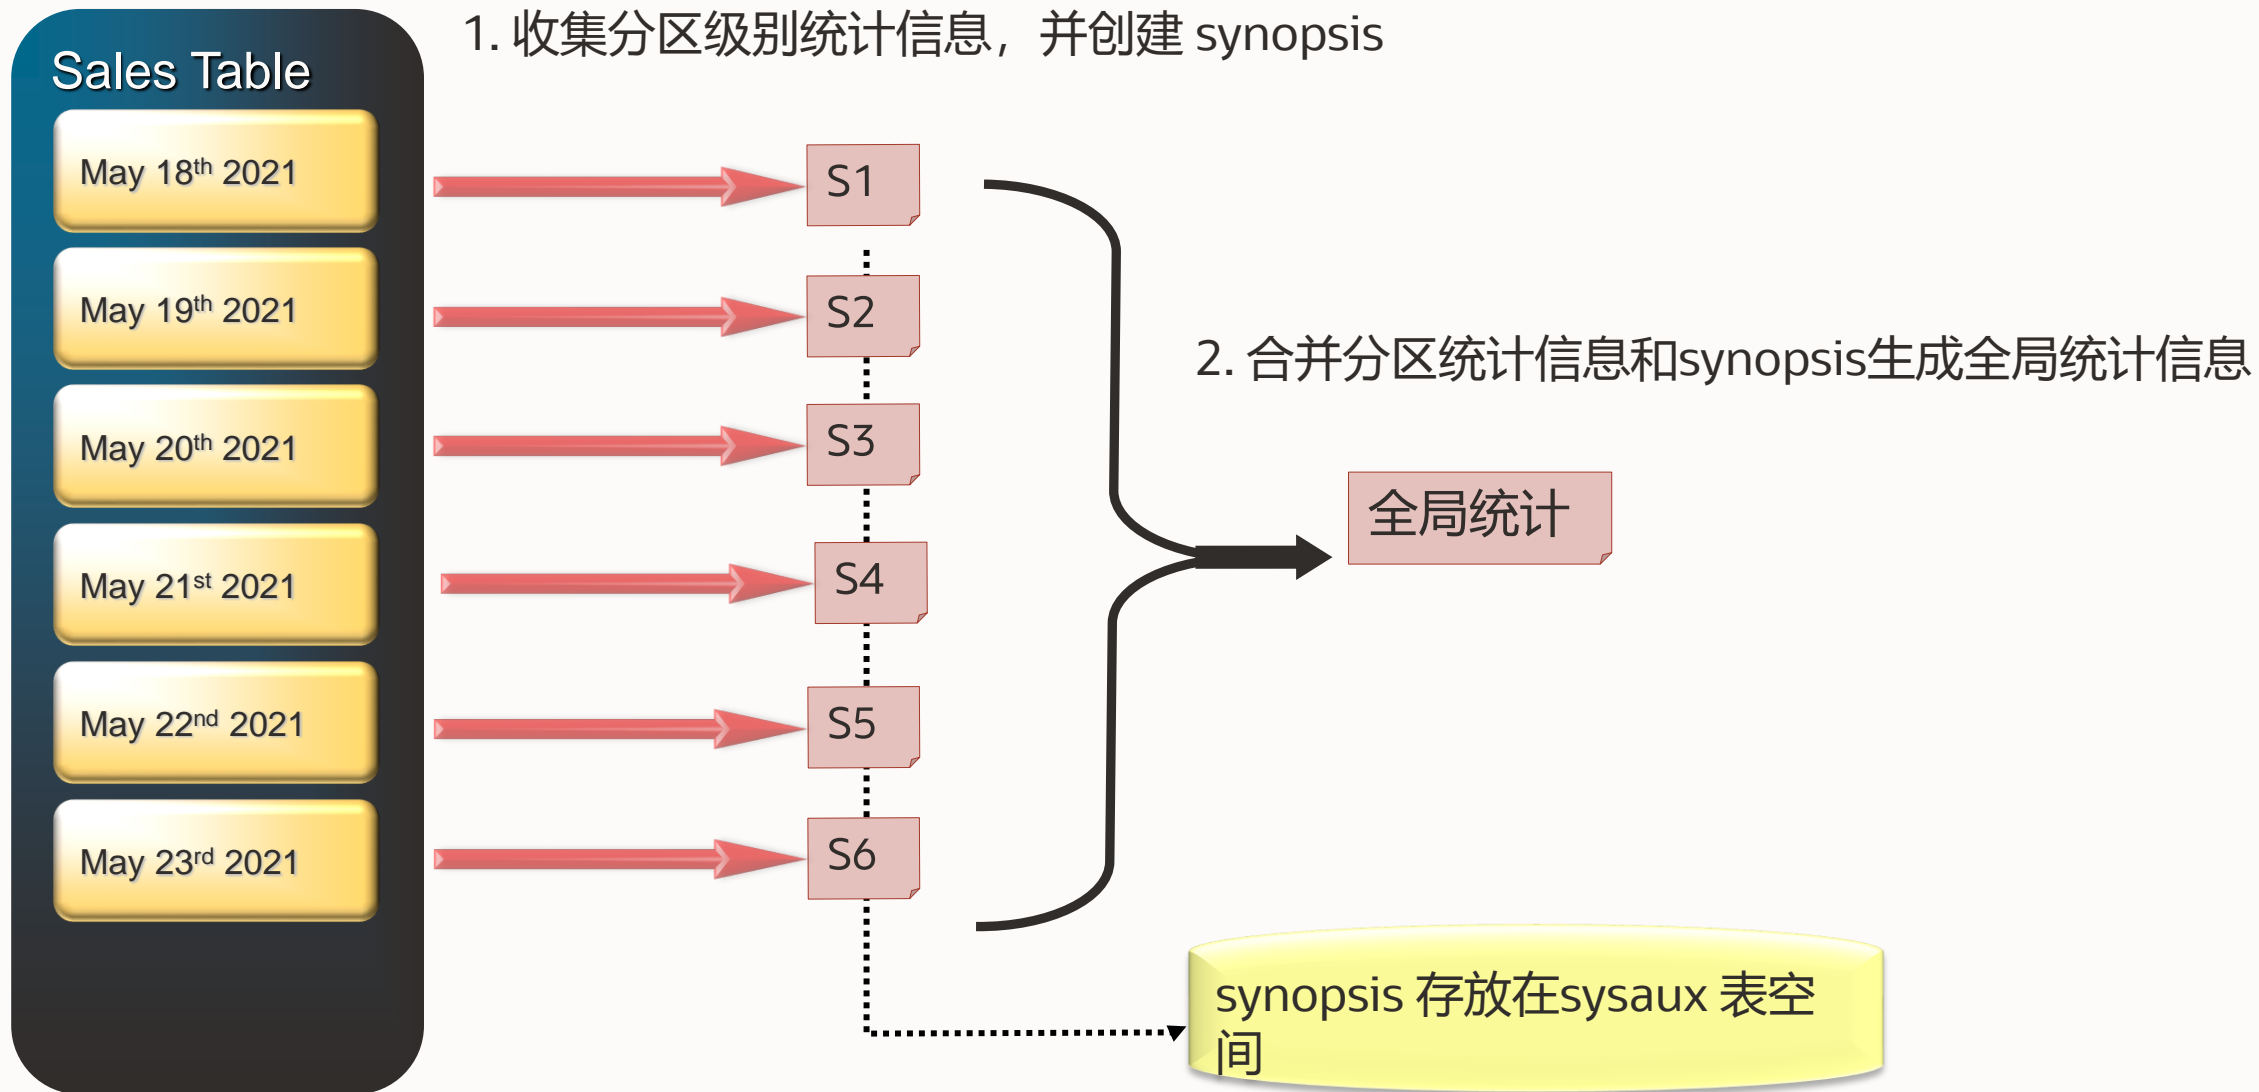 1. 收集分区级别统计信息，并创建 synopsis
Sales Table
May 18th 2021
S1
May 19th 2021
S2
2. 合并分区统计信息和synopsis生成全局统计信息
May 20th 2021
S3
全局统计
May 21st 2021
S4
May 22nd 2021
S5
May 23rd 2021
S6
synopsis 存放在sysaux 表空
间